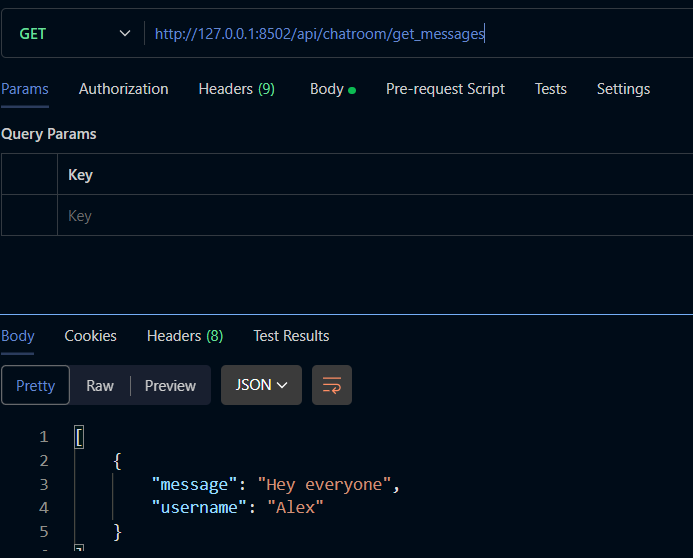 GET http://127.0.0.1:8502/api/chatroom/get_messages
Params Authorization Headers (9) Body Pre-request Script Tests Settings
Query Params
Key
Key
Body Cookies Headers (8) Test Results
Pretty Raw Preview JSON
1 [
2 {
3 "message": "Hey everyone",
4 "username": "Alex"
5 }
]